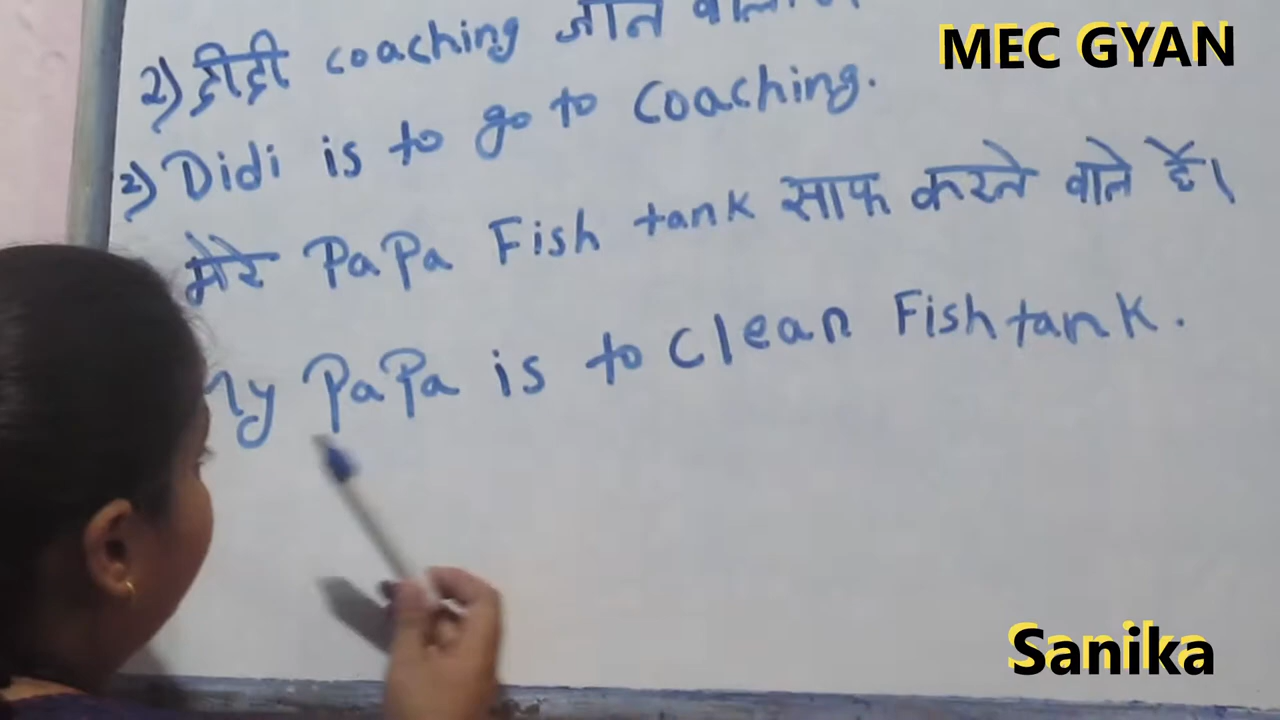 2) दीदी coaching जाने वाली है।
MEC GYAN
2) Didi is to go to Coaching.
मेरे PaPa Fish tank साफ करने वाले हैं।
My PaPa is to clean Fish tank.
Sanika